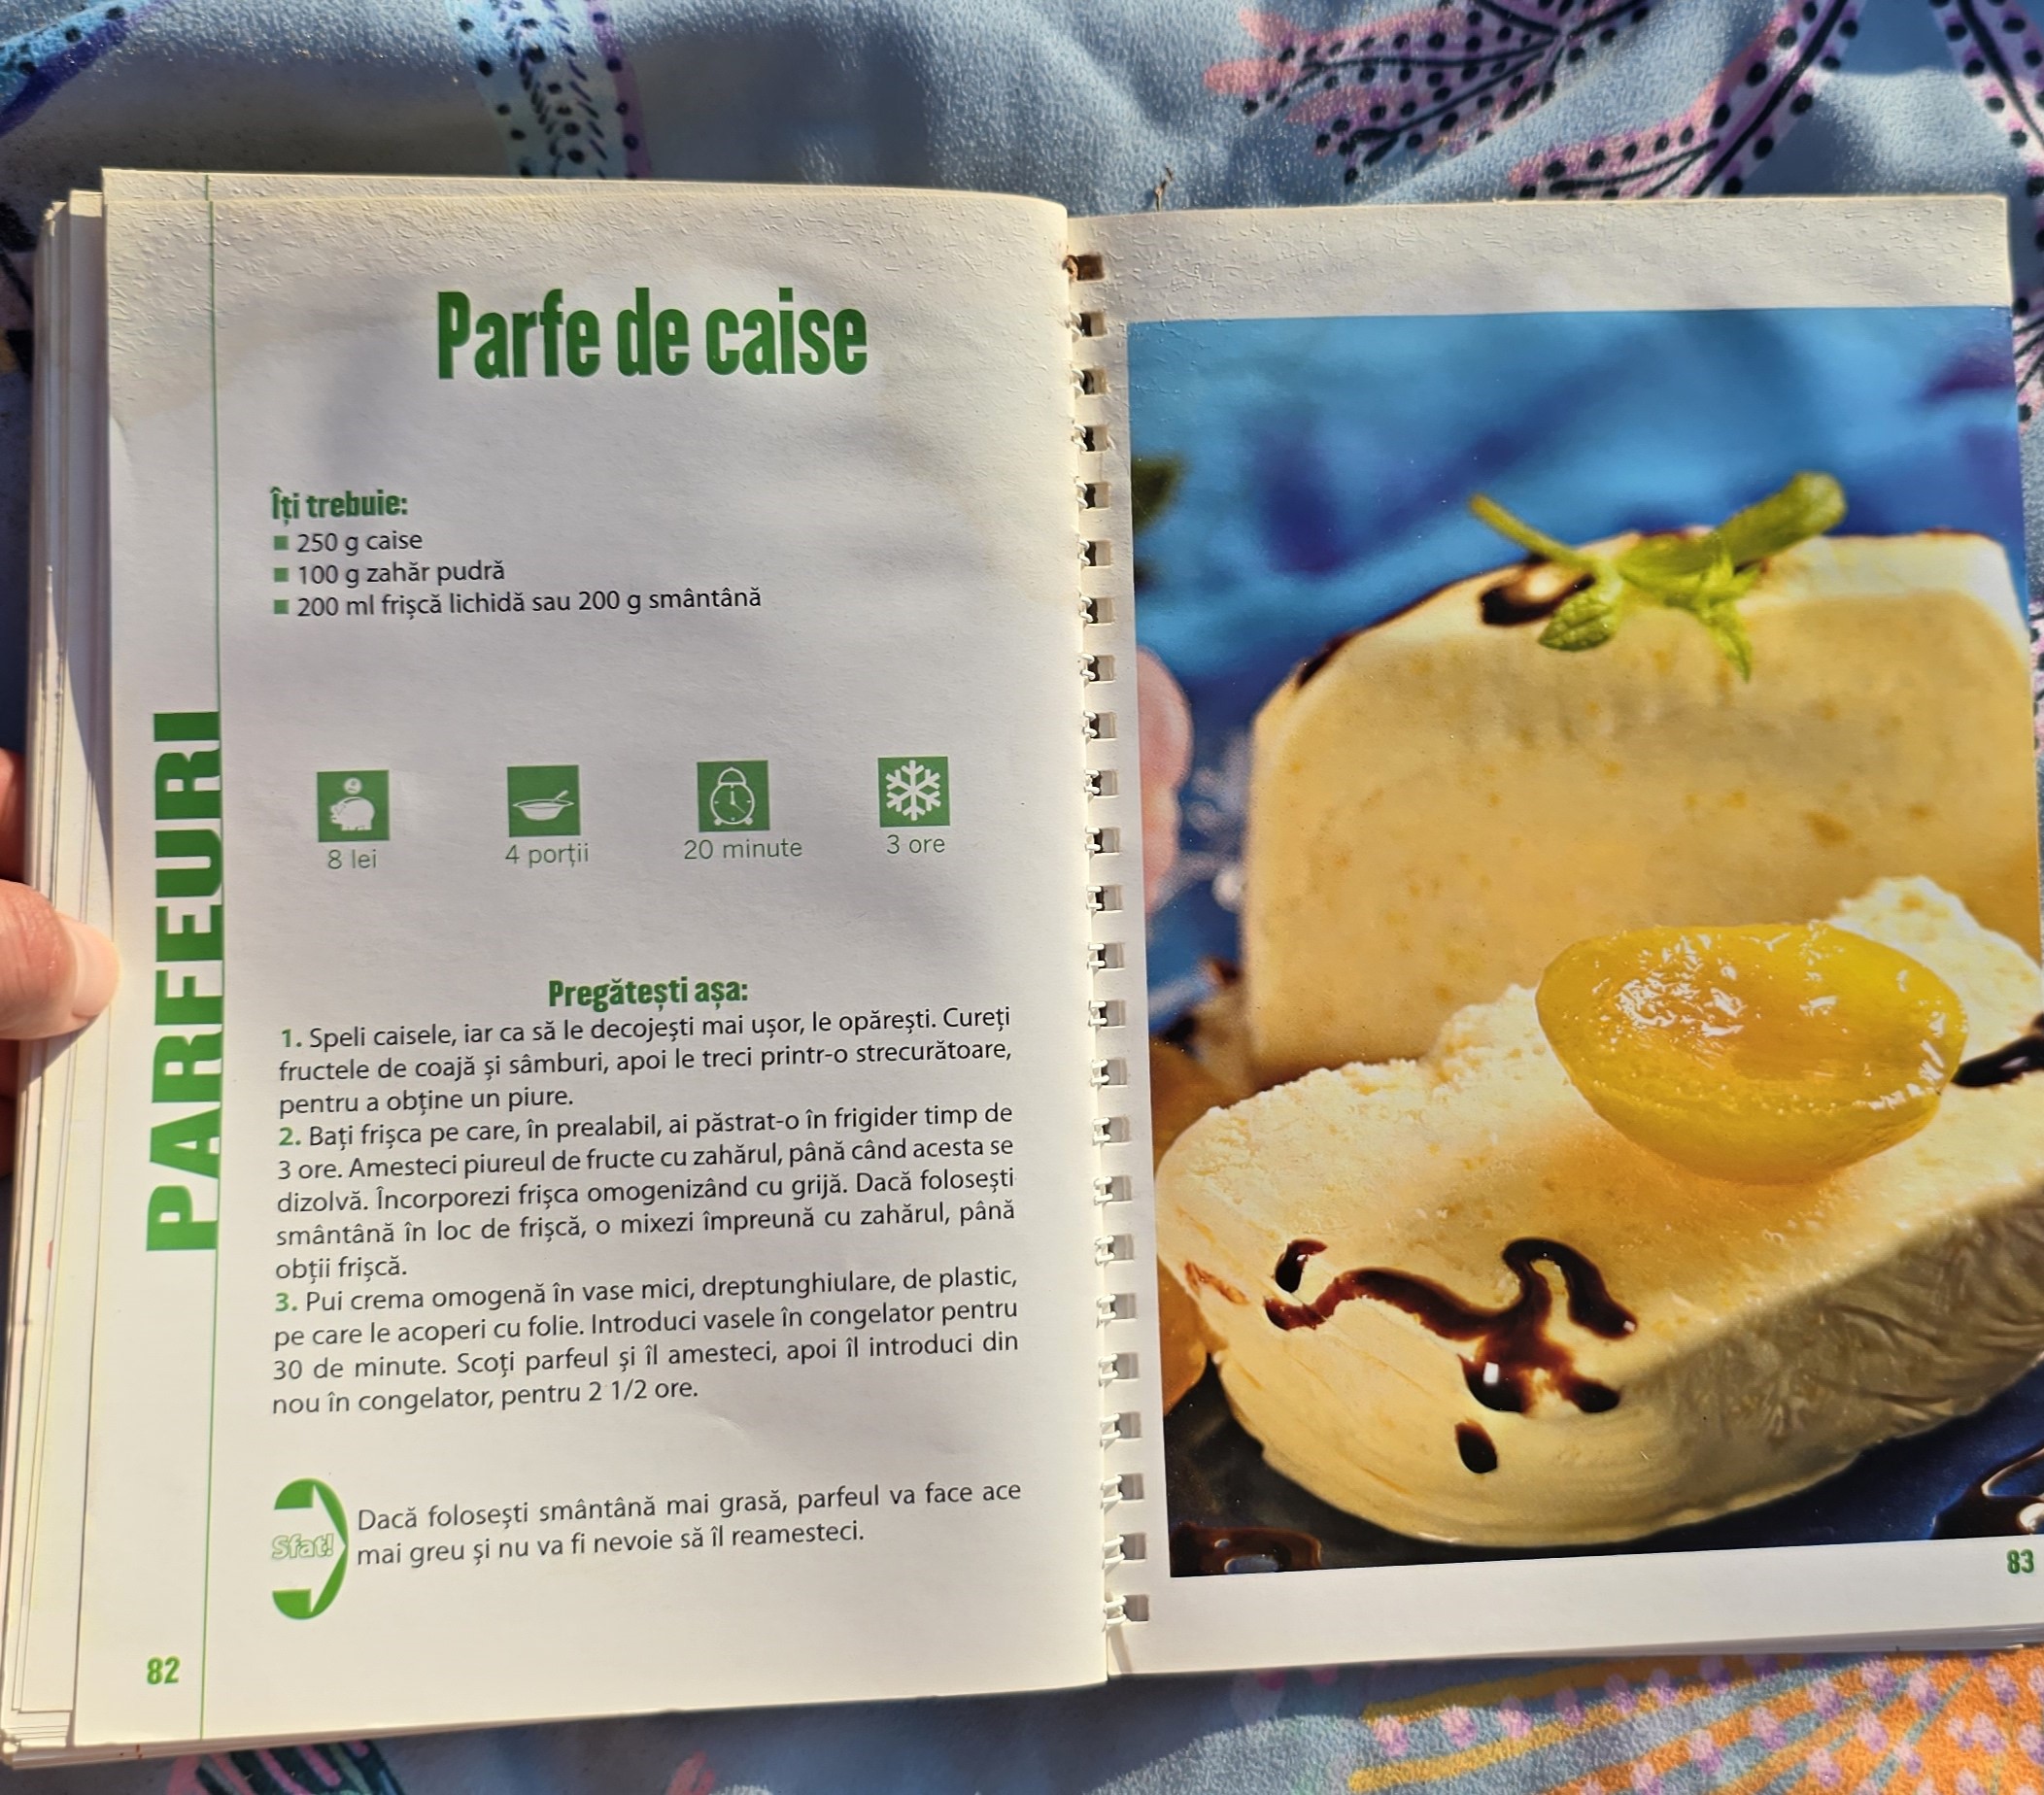 Parfe de caise
Îți trebuie:
250 g caise
100 g zahăr pudră
200 ml frișcă lichidă sau 200 g smântână
8 lei
4 porții
20 minute
3 ore
PARFEURI
Pregătești așa:
1. Speli caisele, iar ca să le decojești mai ușor, le opărești. Cureți
fructele de coajă și sâmburi, apoi le treci printr-o strecurătoare,
pentru a obține un piure.
2. Bați frișca pe care, în prealabil, ai păstrat-o în frigider timp de
3 ore. Amesteci piureul de fructe cu zahărul, până când acesta se
dizolvă. Încorporezi frișca omogenizând cu grijă. Dacă folosești
smântână în loc de frișcă, o mixezi împreună cu zahărul, până
obții frișcă.
3. Pui crema omogenă în vase mici, dreptunghiulare, de plastic,
pe care le acoperi cu folie. Introduci vasele în congelator pentru
30 de minute. Scoți parfeul și îl amesteci, apoi îl introduci din
nou în congelator, pentru 2 1/2 ore.
Sfat!
Dacă folosești smântână mai grasă, parfeul va face ace
mai greu și nu va fi nevoie să îl reamesteci.
82
83